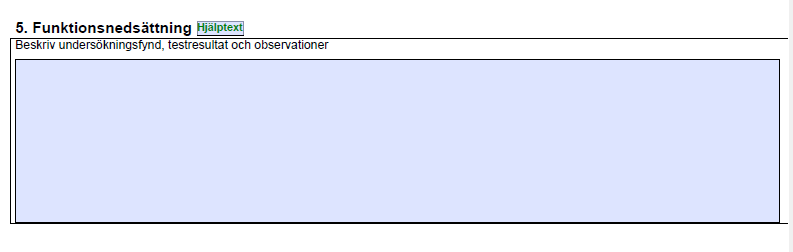 5. Funktionsnedsättning Hjälptext
Beskriv undersökningsfynd, testresultat och observationer